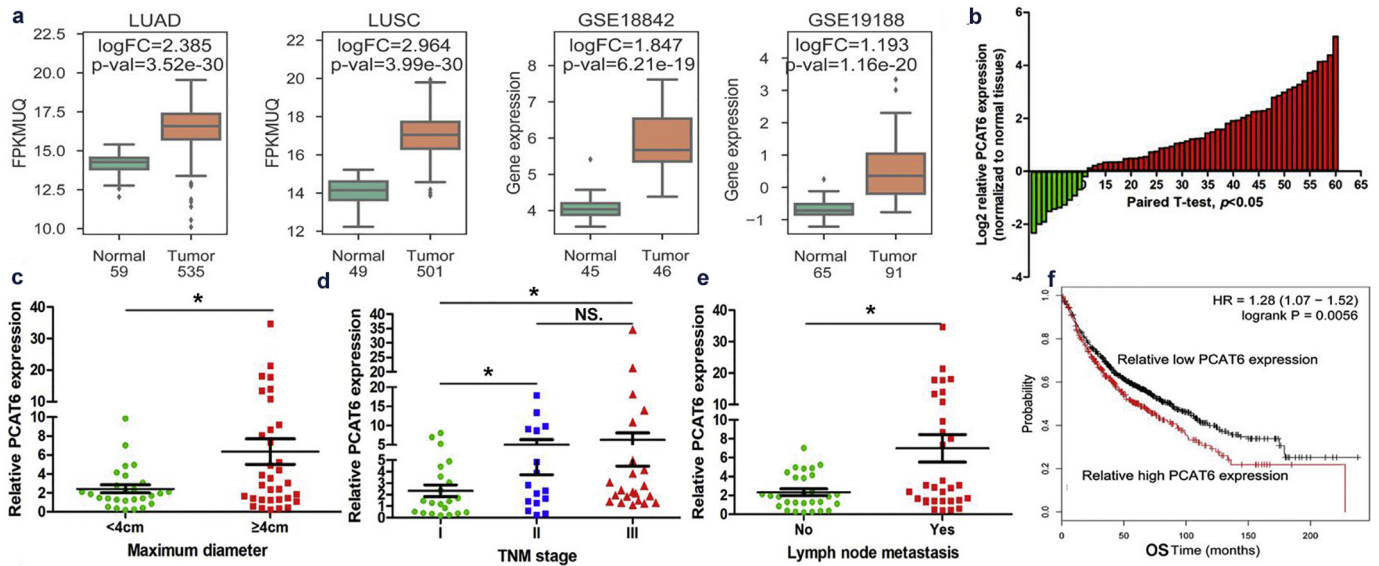 a
LUAD
logFC=2.385
p-val=3.52e-30
FPKMUQ
22.5
20.0
17.5
15.0
12.5
10.0
Normal
59
Tumor
535
LUSC
logFC=2.964
p-val=3.99e-30
FPKMUQ
22
20
18
16
14
12
Normal
49
Tumor
501
GSE18842
logFC=1.847
p-val=6.21e-19
Gene expression
8
7
6
5
4
Normal
45
Tumor
46
GSE19188
logFC=1.193
p-val=1.16e-20
Gene expression
4
3
2
1
0
−1
Normal
65
Tumor
91
b
Log2 relative PCAT6 expression
(normalizd to normal tissues)
6
4
2
0
-2
-4
15 20 25 30 35 40 45 50 55 60 65
Paired T-test, p<0.05
c
Relative PCAT6 expression
40
30
20
10
10
8
6
4
2
0
*
<4cm
≥4cm
Maximum diameter
d
Relative PCAT6 expression
40
35
30
25
20
20
15
10
5
5
4
3
2
1
0
*
NS.
*
I
II
III
TNM stage
e
Relative PCAT6 expression
40
30
20
10
10
8
6
4
2
0
*
No
Yes
Lymph node metastasis
f
HR = 1.28 (1.07 − 1.52)
logrank P = 0.0056
Relative low PCAT6 expression
Relative high PCAT6 expression
Probability
1.0
0.8
0.6
0.4
0.2
0.0
0 50 100 150 200
OS Time (months)